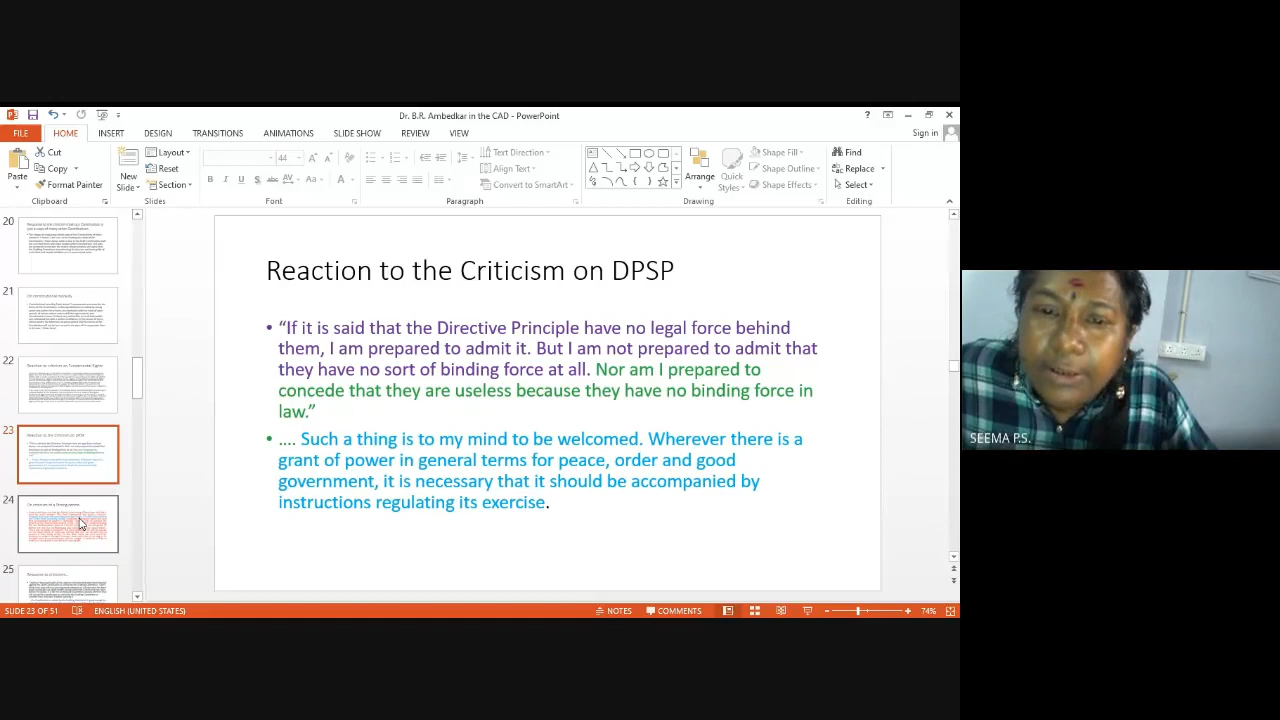 Dr. B.R. Ambedkar in the CAD - PowerPoint
FILE HOME INSERT DESIGN TRANSITIONS ANIMATIONS SLIDE SHOW REVIEW VIEW Sign in
Paste
Cut
Copy
Format Painter
Clipboard
New
Slide
Layout
Reset
Section
Slides
44
Font
Text Direction
Align Text
Convert to SmartArt
Paragraph
Arrange
Quick
Styles
Shape Fill
Shape Outline
Shape Effects
Drawing
Find
Replace
Select
Editing
20
21
22
23
24
25
Reaction to the Criticism on DPSP
• “If it is said that the Directive Principle have no legal force behind
them, I am prepared to admit it. But I am not prepared to admit that
they have no sort of binding force at all. Nor am I prepared to
concede that they are useless because they have no binding force in
law.”
• .... Such a thing is to my mind to be welcomed. Wherever there is a
grant of power in general terms for peace, order and good
government, it is necessary that it should be accompanied by
instructions regulating its exercise.
SEEMA P.S.
SLIDE 23 OF 51 ENGLISH (UNITED STATES) NOTES COMMENTS 74%